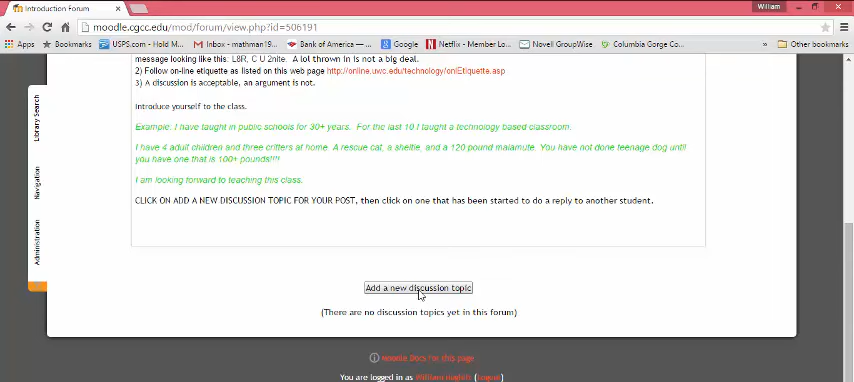 Introduction Forum
William
moodle.cgcc.edu/mod/forum/view.php?id=506191
Apps Bookmarks USPS.com - Hold M... Inbox - mathman19... Bank of America —... Google Netflix - Member Lo... Novell GroupWise Columbia Gorge Co... » Other bookmarks
message looking like this: L8R, C U 2nite. A lot thrown in is not a big deal.
2) Follow on-line etiquette as listed on this web page http://online.uwc.edu/technology/onlEtiquette.asp
3) A discussion is acceptable, an argument is not.
Introduce yourself to the class.
Example: I have taught in public schools for 30+ years. For the last 10 I taught a technology based classroom.
I have 4 adult children and three critters at home. A rescue cat, a sheltie, and a 120 pound malamute. You have not done teenage dog until
you have one that is 100+ pounds!!!!
I am looking forward to teaching this class.
CLICK ON ADD A NEW DISCUSSION TOPIC FOR YOUR POST, then click on one that has been started to do a reply to another student.
Library Search
Navigation
Administration
Add a new discussion topic
(There are no discussion topics yet in this forum)
Moodle Docs for this page
You are logged in as William (Logout)